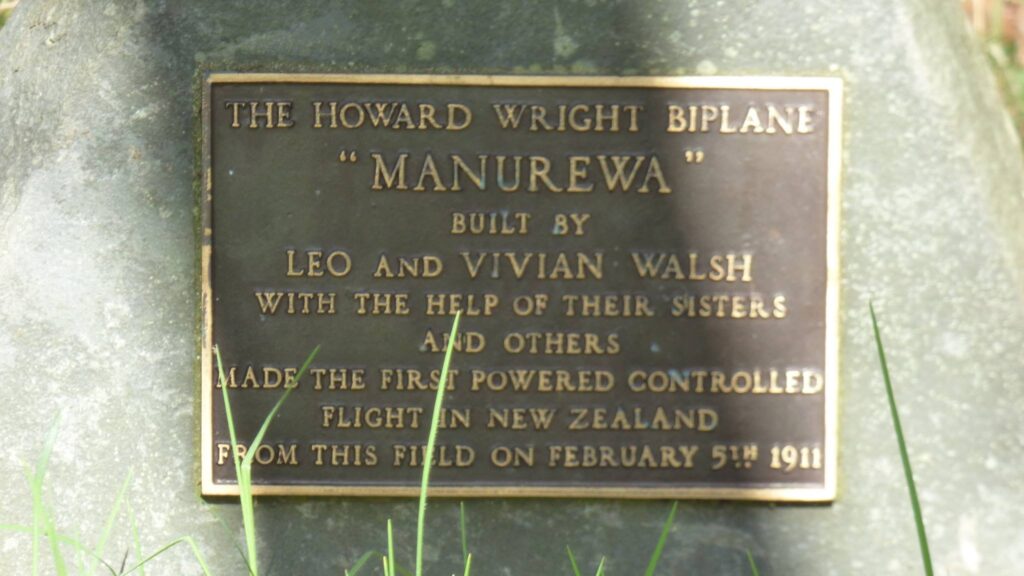 THE HOWARD WRIGHT BIPLANE
"MANUREWA"
BUILT BY
LEO AND VIVIAN WALSH
WITH THE HELP OF THEIR SISTERS
AND OTHERS
MADE THE FIRST POWERED CONTROLLED
FLIGHT IN NEW ZEALAND
FROM THIS FIELD ON FEBRUARY 5TH 1911